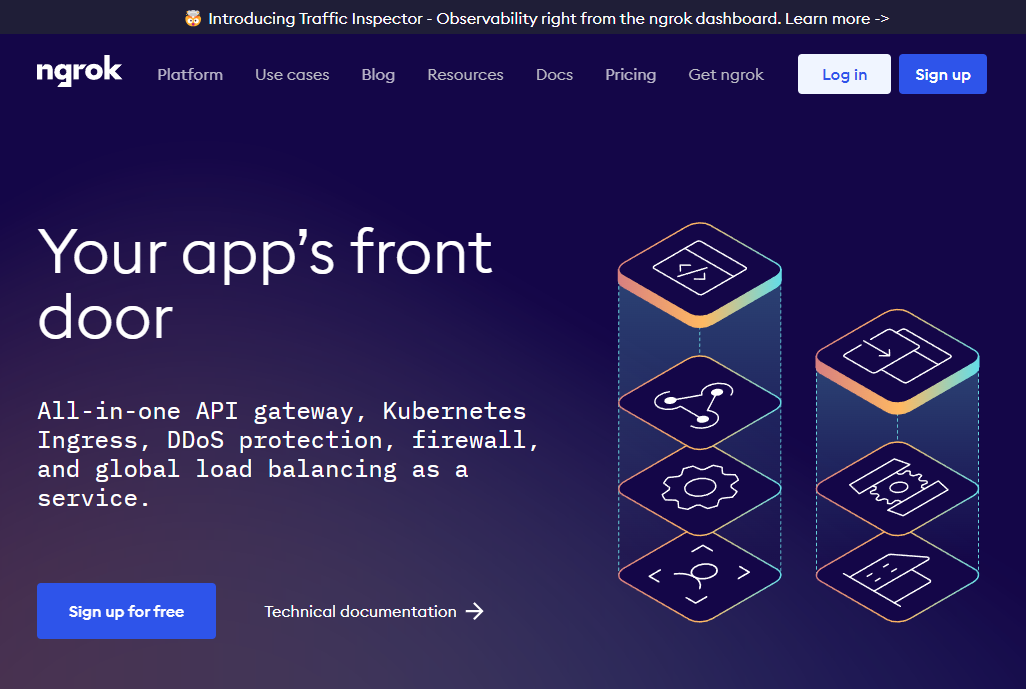 🤯 Introducing Traffic Inspector - Observability right from the ngrok dashboard. Learn more ->
ngrok Platform Use cases Blog Resources Docs Pricing Get ngrok Log in Sign up
Your app’s front
door
All-in-one API gateway, Kubernetes
Ingress, DDoS protection, firewall,
and global load balancing as a
service.
Sign up for free Technical documentation →